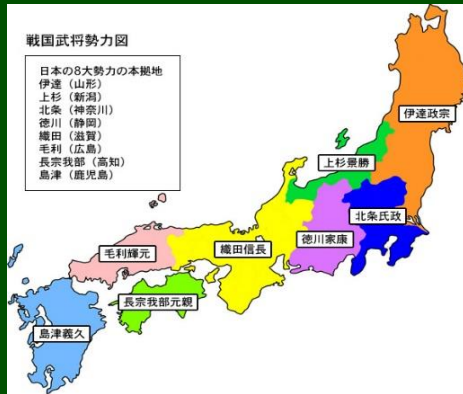 戦国武将勢力図
日本の8大勢力の本拠地
伊達（山形）
上杉（新潟）
北条（神奈川）
徳川（静岡）
織田（滋賀）
毛利（広島）
長宗我部（高知）
島津（鹿児島）
伊達政宗
上杉景勝
北条氏政
徳川家康
織田信長
毛利輝元
長宗我部元親
島津義久